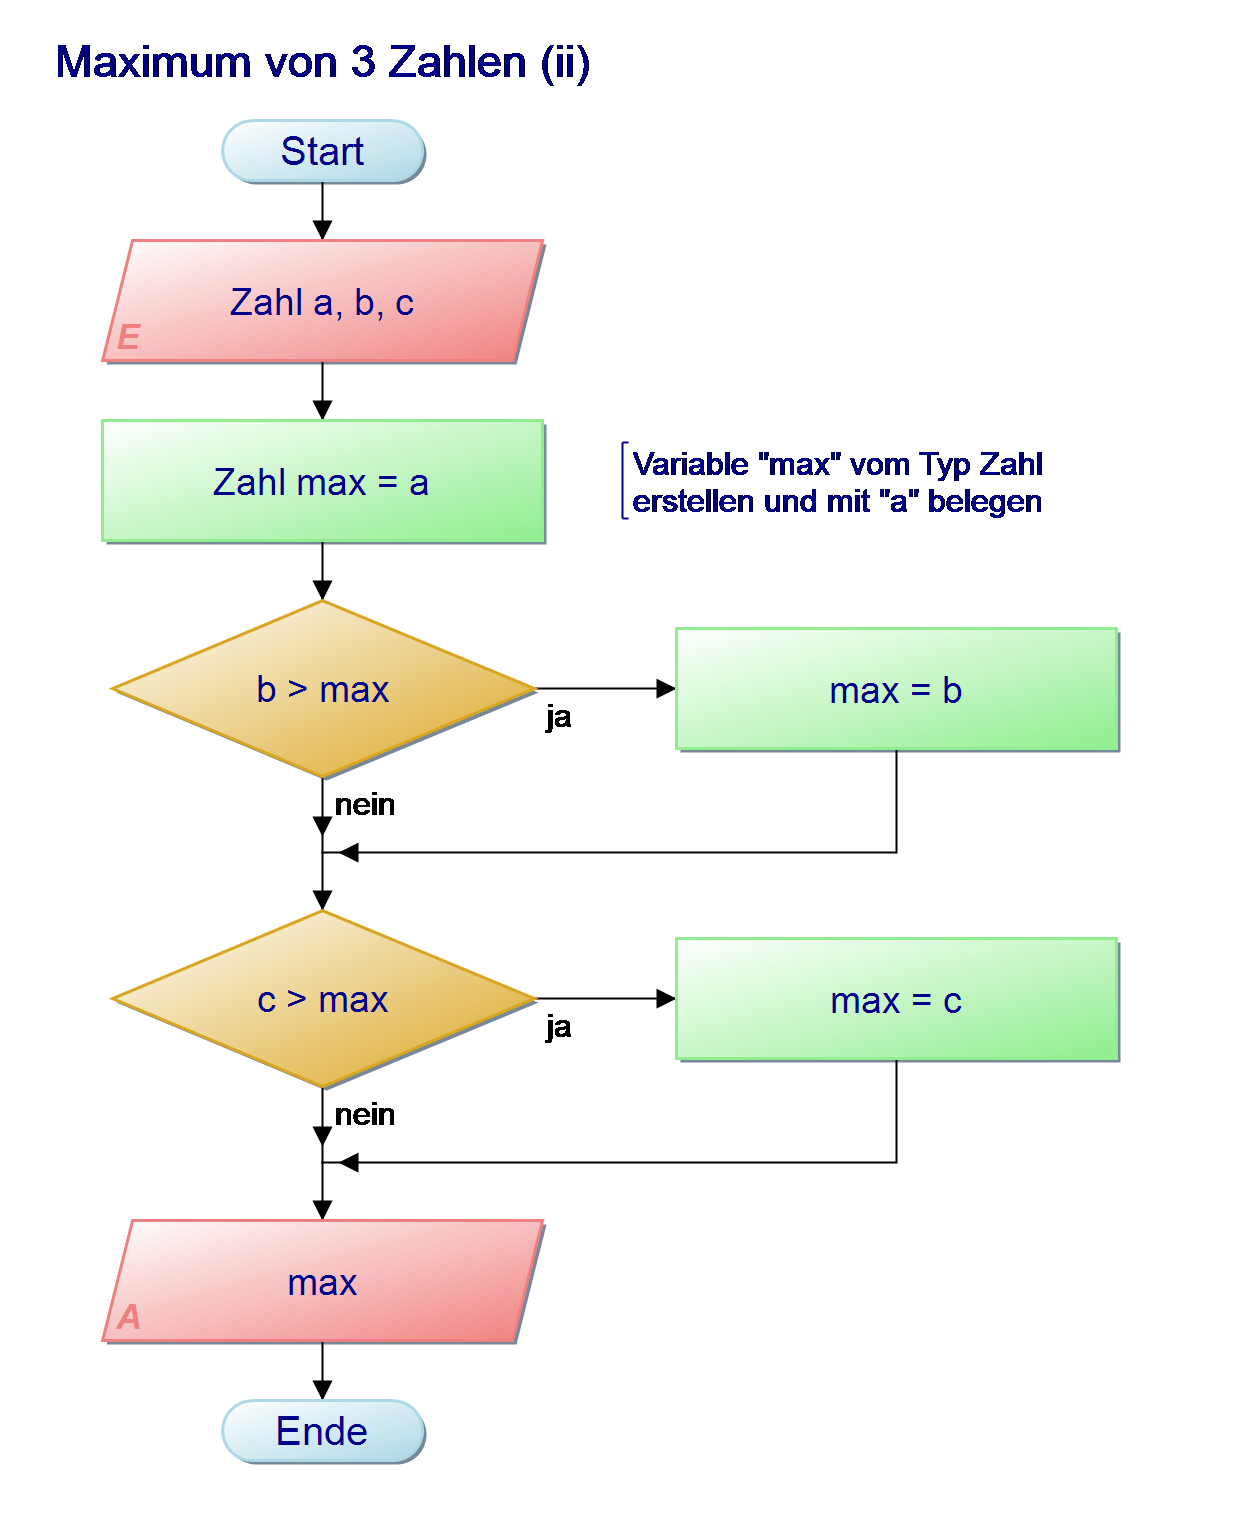 Maximum von 3 Zahlen (ii)
Start
Zahl a, b, c
E
Zahl max = a
Variable "max" vom Typ Zahl
erstellen und mit "a" belegen
b > max
ja
max = b
nein
c > max
ja
max = c
nein
max
A
Ende